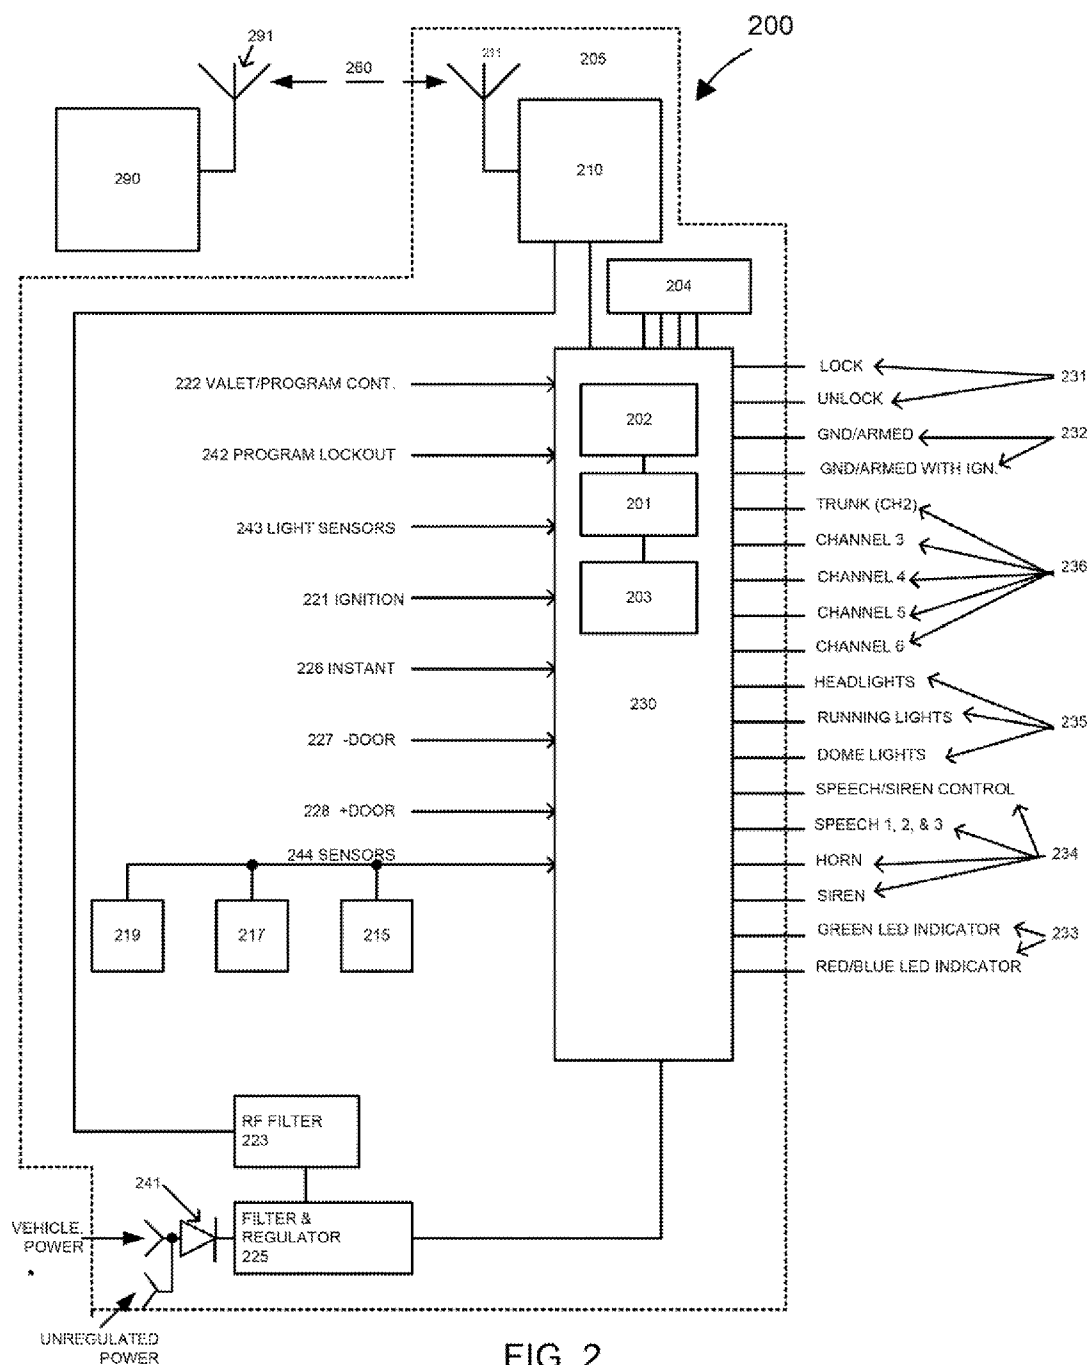 200
291
260
211
205
290
210
204
222 VALET/PROGRAM CONT.
242 PROGRAM LOCKOUT
243 LIGHT SENSORS
221 IGNITION
226 INSTANT
227 -DOOR
228 +DOOR
244 SENSORS
219
217
215
202
201
203
230
LOCK
UNLOCK
231
GND/ARMED
GND/ARMED WITH IGN.
232
TRUNK (CH2)
CHANNEL 3
CHANNEL 4
CHANNEL 5
CHANNEL 6
236
HEADLIGHTS
RUNNING LIGHTS
DOME LIGHTS
235
SPEECH/SIREN CONTROL
SPEECH 1, 2, & 3
HORN
SIREN
234
GREEN LED INDICATOR
RED/BLUE LED INDICATOR
233
RF FILTER
223
241
FILTER &
REGULATOR
225
VEHICLE
POWER
UNREGULATED
POWER
FIG. 2